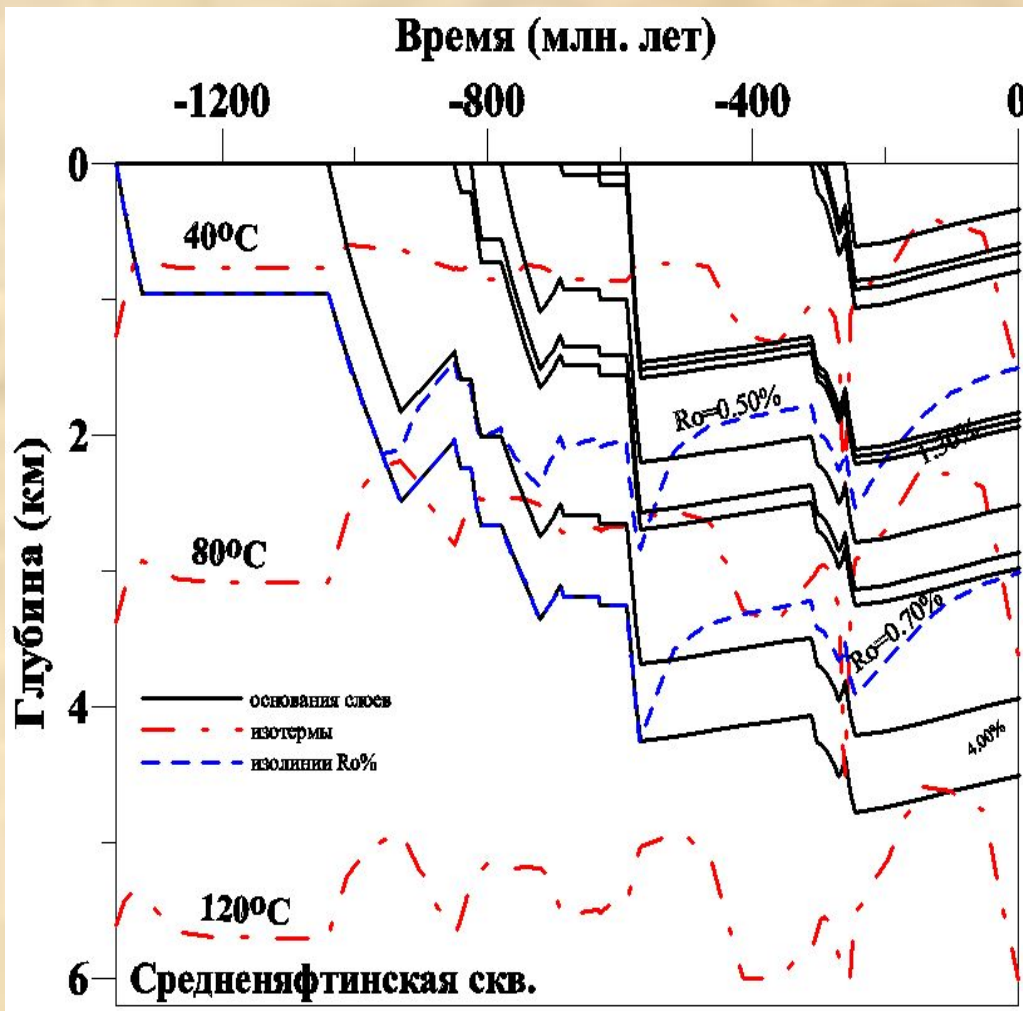 Время (млн. лет)
-1200 -800 -400 0
0
40ºC
Ro=0.50%
2
1.30%
80ºC
Ro=0.70%
Глубина (км)
основания слоев
4
изотермы
4,00%
изолинии Ro%
120ºC
6
Средненяфтинская скв.